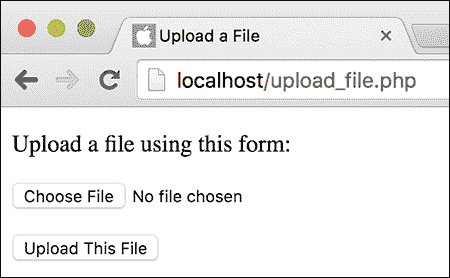 Upload a File
localhost/upload_file.php
Upload a file using this form:
Choose File No file chosen
Upload This File